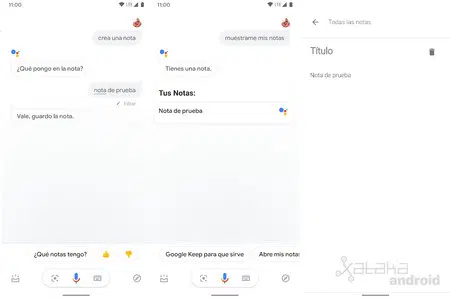 11:00
crea una nota
¿Qué pongo en la nota?
nota de prueba
Editar
Vale, guardo la nota.
¿Qué notas tengo?
11:00
muéstrame mis notas
Tienes una nota.
Tus Notas:
Nota de prueba
Google Keep para que sirve
Abre mis notas
Todas las notas
Título
Nota de prueba
Xataka
android